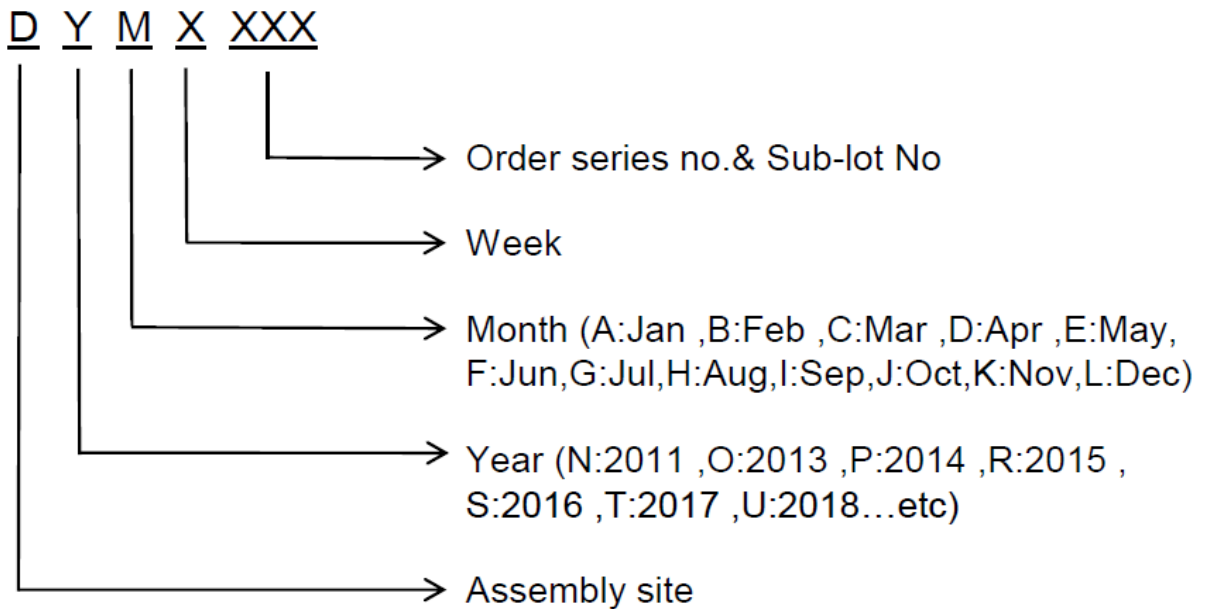 D Y M X XXX
Order series no.& Sub-lot No
Week
Month (A:Jan ,B:Feb ,C:Mar ,D:Apr ,E:May,
F:Jun,G:Jul,H:Aug,I:Sep,J:Oct,K:Nov,L:Dec)
Year (N:2011 ,O:2013 ,P:2014 ,R:2015 ,
S:2016 ,T:2017 ,U:2018...etc)
Assembly site